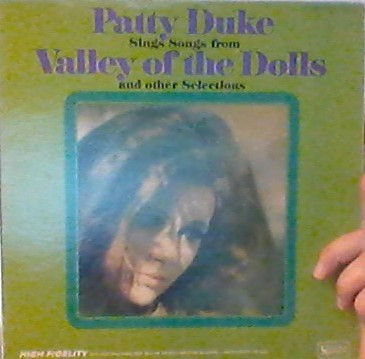 Patty Duke
Sings Songs from
Valley of the Dolls
and other Selections
HIGH FIDELITY